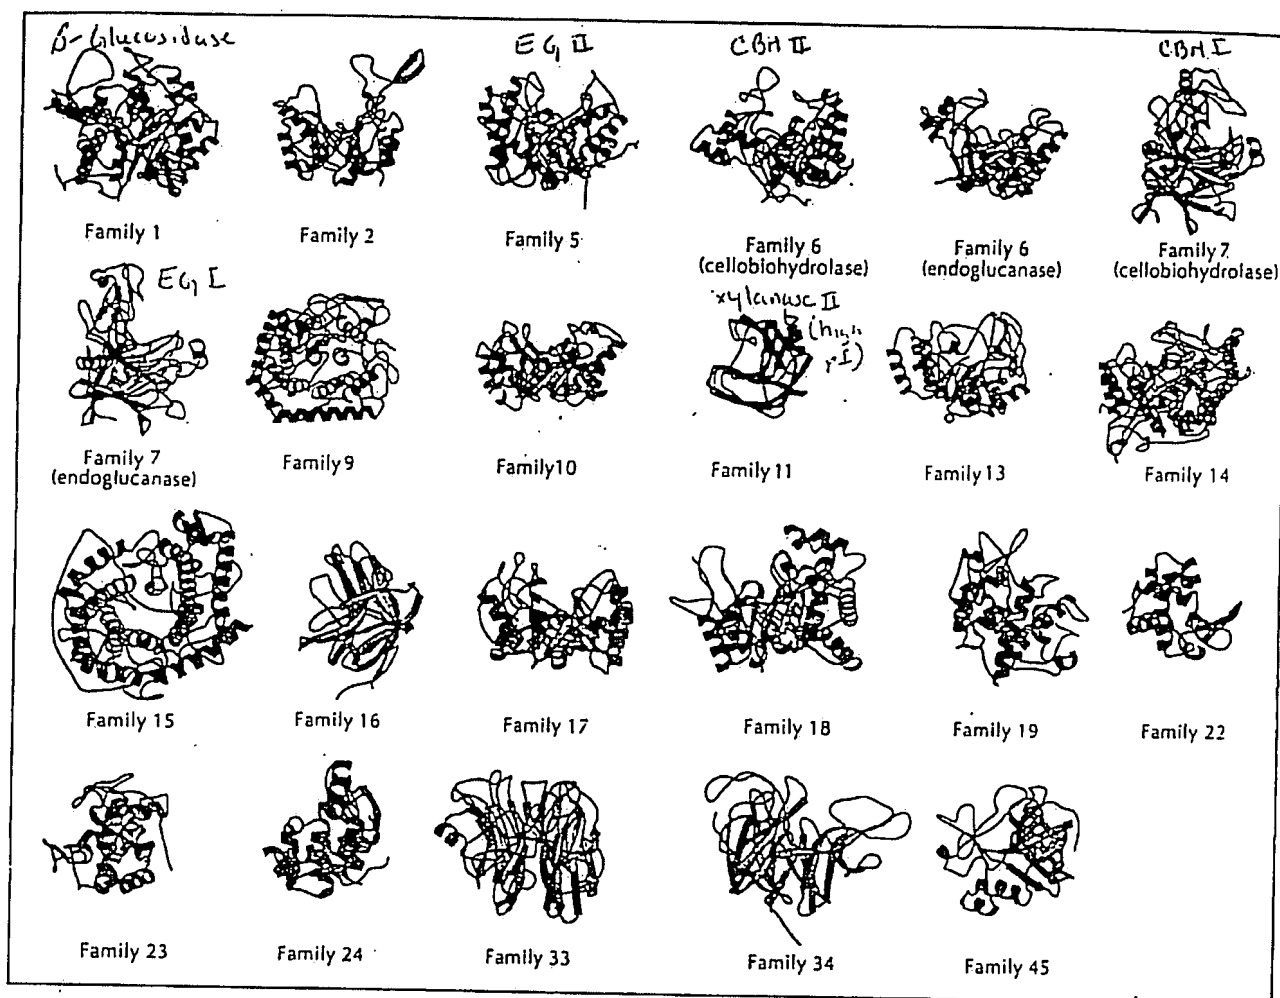 β-Glucosidase EG II CBH II CBH I
Family 1 Family 2 Family 5 Family 6 Family 6 Family 7
(cellobiohydrolase) (endoglucanase) (cellobiohydrolase)
EG I xylanase II
(high
pI)
Family 7 Family 9 Family10 Family 11 Family 13 Family 14
(endoglucanase)
Family 15 Family 16 Family 17 Family 18 Family 19 Family 22
Family 23 Family 24 Family 33 Family 34 Family 45